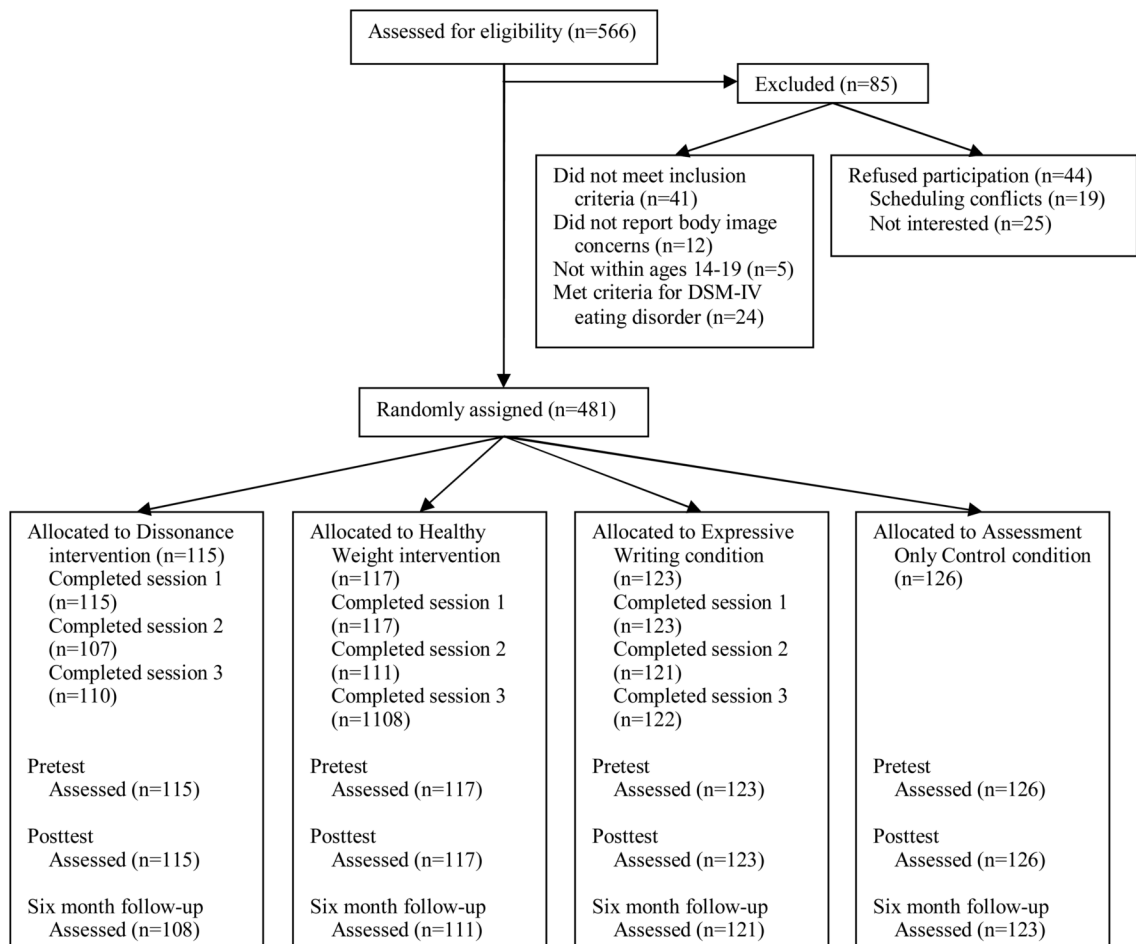 Assessed for eligibility (n=566)
Excluded (n=85)
Did not meet inclusion
criteria (n=41)
Did not report body image
concerns (n=12)
Not within ages 14-19 (n=5)
Met criteria for DSM-IV
eating disorder (n=24)
Refused participation (n=44)
Scheduling conflicts (n=19)
Not interested (n=25)
Randomly assigned (n=481)
Allocated to Dissonance
intervention (n=115)
Completed session 1
(n=115)
Completed session 2
(n=107)
Completed session 3
(n=110)
Pretest
Assessed (n=115)
Posttest
Assessed (n=115)
Six month follow-up
Assessed (n=108)
Allocated to Healthy
Weight intervention
(n=117)
Completed session 1
(n=117)
Completed session 2
(n=111)
Completed session 3
(n=1108)
Pretest
Assessed (n=117)
Posttest
Assessed (n=117)
Six month follow-up
Assessed (n=111)
Allocated to Expressive
Writing condition
(n=123)
Completed session 1
(n=123)
Completed session 2
(n=121)
Completed session 3
(n=122)
Pretest
Assessed (n=123)
Posttest
Assessed (n=123)
Six month follow-up
Assessed (n=121)
Allocated to Assessment
Only Control condition
(n=126)
Pretest
Assessed (n=126)
Posttest
Assessed (n=126)
Six month follow-up
Assessed (n=123)